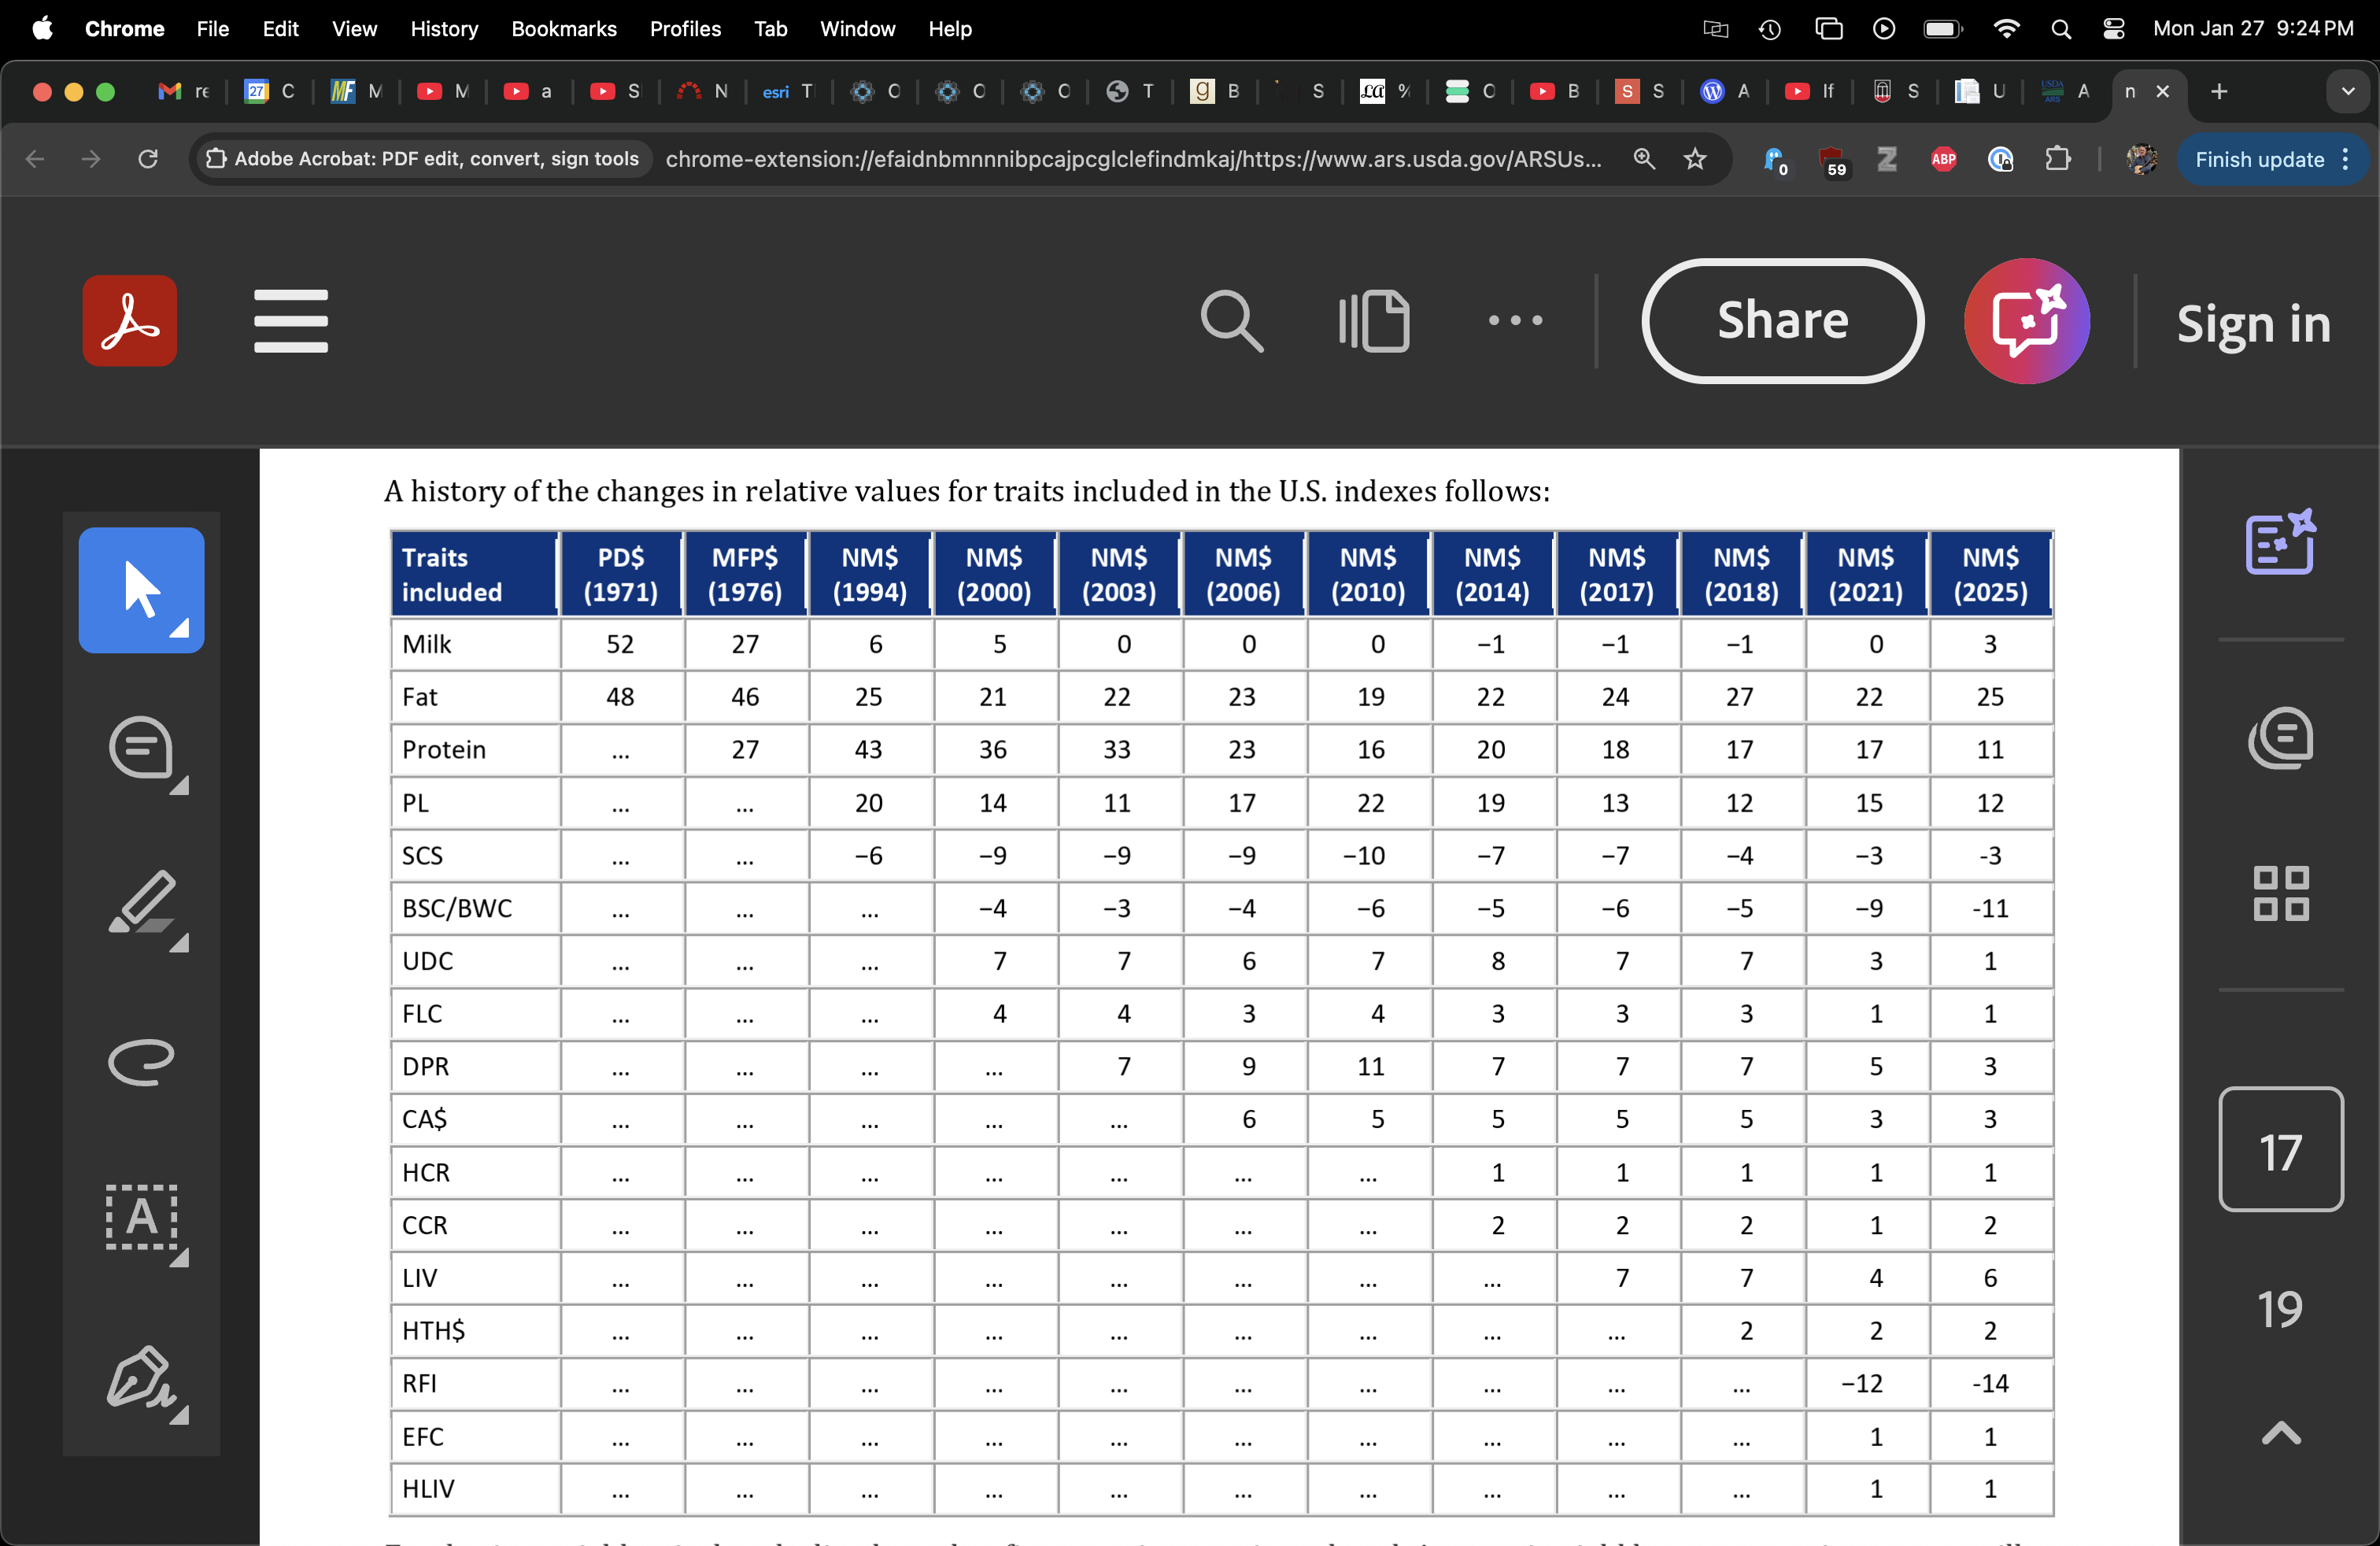 Chrome File Edit View History Bookmarks Profiles Tab Window Help Mon Jan 27 9:24 PM
re 27 C MF M M a S N esri T O O O T g B S LA % O B S S A If S U USDA ARS A n
Adobe Acrobat: PDF edit, convert, sign tools chrome-extension://efaidnbmnnnibpcajpcglclefindmkaj/https://www.ars.usda.gov/ARSUs... 0 59 Z ABP Finish update
Share Sign in
A history of the changes in relative values for traits included in the U.S. indexes follows:
Traits included PD$ (1971) MFP$ (1976) NM$ (1994) NM$ (2000) NM$ (2003) NM$ (2006) NM$ (2010) NM$ (2014) NM$ (2017) NM$ (2018) NM$ (2021) NM$ (2025)
Milk 52 27 6 5 0 0 0 −1 −1 −1 0 3
Fat 48 46 25 21 22 23 19 22 24 27 22 25
Protein ... 27 43 36 33 23 16 20 18 17 17 11
PL ... ... 20 14 11 17 22 19 13 12 15 12
SCS ... ... −6 −9 −9 −9 −10 −7 −7 −4 −3 -3
BSC/BWC ... ... ... −4 −3 −4 −6 −5 −6 −5 −9 -11
UDC ... ... ... 7 7 6 7 8 7 7 3 1
FLC ... ... ... 4 4 3 4 3 3 3 1 1
DPR ... ... ... ... 7 9 11 7 7 7 5 3
CA$ ... ... ... ... ... 6 5 5 5 5 3 3
HCR ... ... ... ... ... ... ... 1 1 1 1 1
CCR ... ... ... ... ... ... ... 2 2 2 1 2
LIV ... ... ... ... ... ... ... ... 7 7 4 6
HTH$ ... ... ... ... ... ... ... ... ... 2 2 2
RFI ... ... ... ... ... ... ... ... ... ... −12 -14
EFC ... ... ... ... ... ... ... ... ... ... 1 1
HLIV ... ... ... ... ... ... ... ... ... ... 1 1
A
17
19